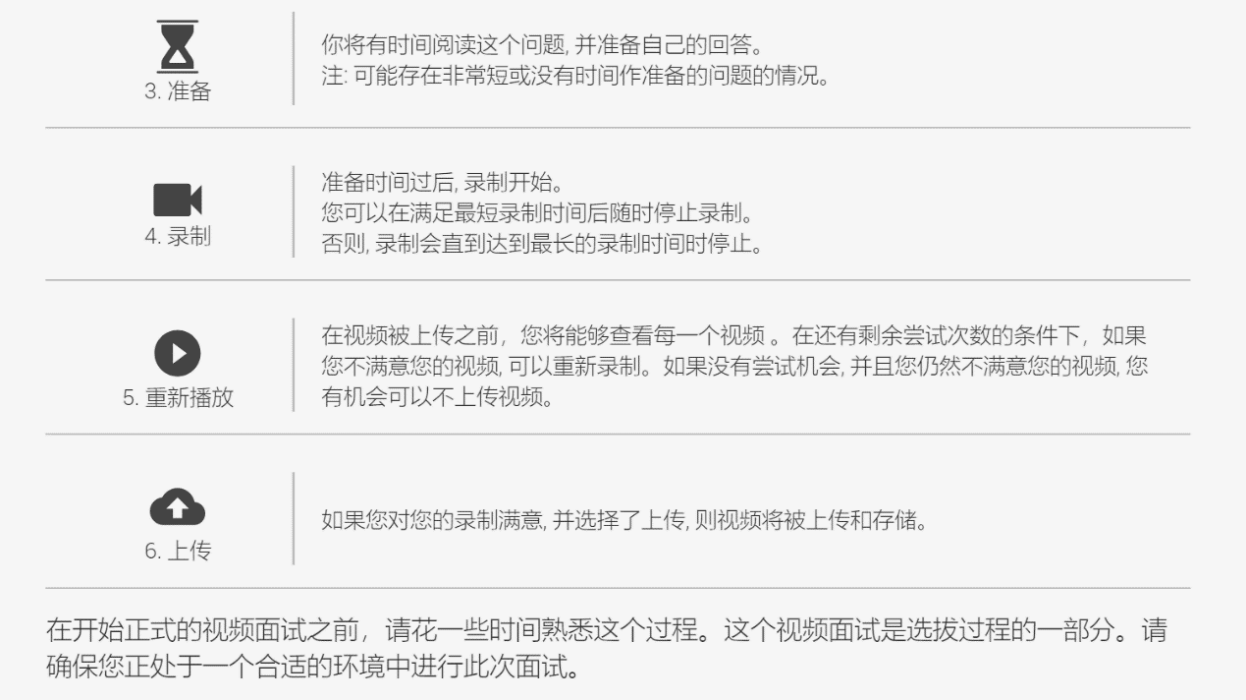 你将有时间阅读这个问题, 并准备自己的回答。
注: 可能存在非常短或没有时间作准备的问题的情况。
3. 准备
准备时间过后, 录制开始。
您可以在满足最短录制时间后随时停止录制。
否则, 录制会直到达到最长的录制时间时停止。
4. 录制
在视频被上传之前，您将能够查看每一个视频 。在还有剩余尝试次数的条件下，如果
您不满意您的视频, 可以重新录制。如果没有尝试机会, 并且您仍然不满意您的视频, 您
有机会可以不上传视频。
5. 重新播放
如果您对您的录制满意, 并选择了上传, 则视频将被上传和存储。
6. 上传
在开始正式的视频面试之前，请花一些时间熟悉这个过程。这个视频面试是选拔过程的一部分。请
确保您正处于一个合适的环境中进行此次面试。